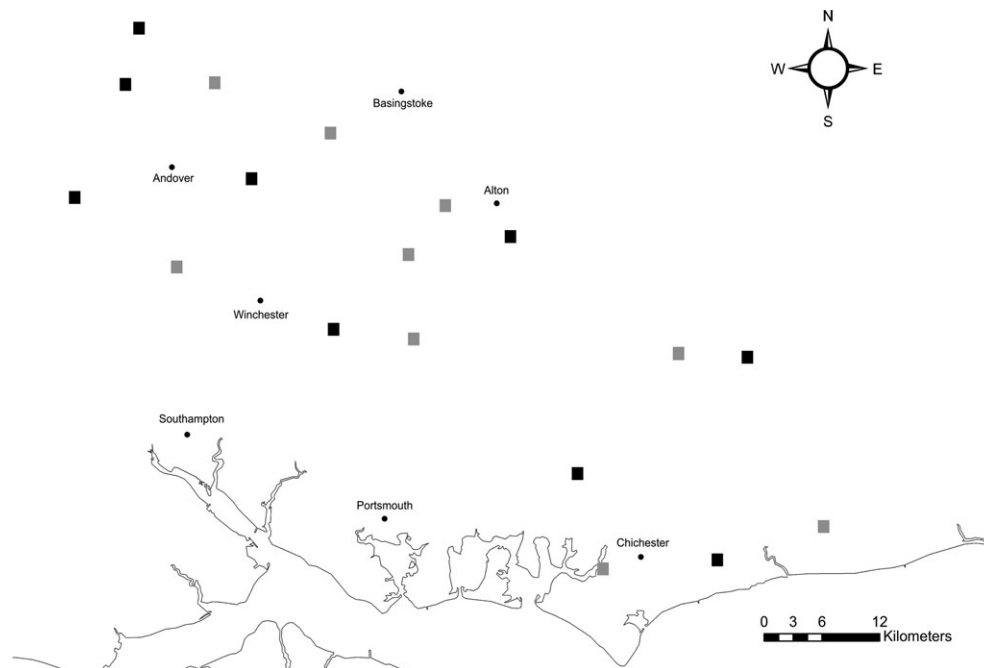 N
W E
S
Basingstoke
Andover
Alton
Winchester
Southampton
Portsmouth
Chichester
0 3 6 12
Kilometers